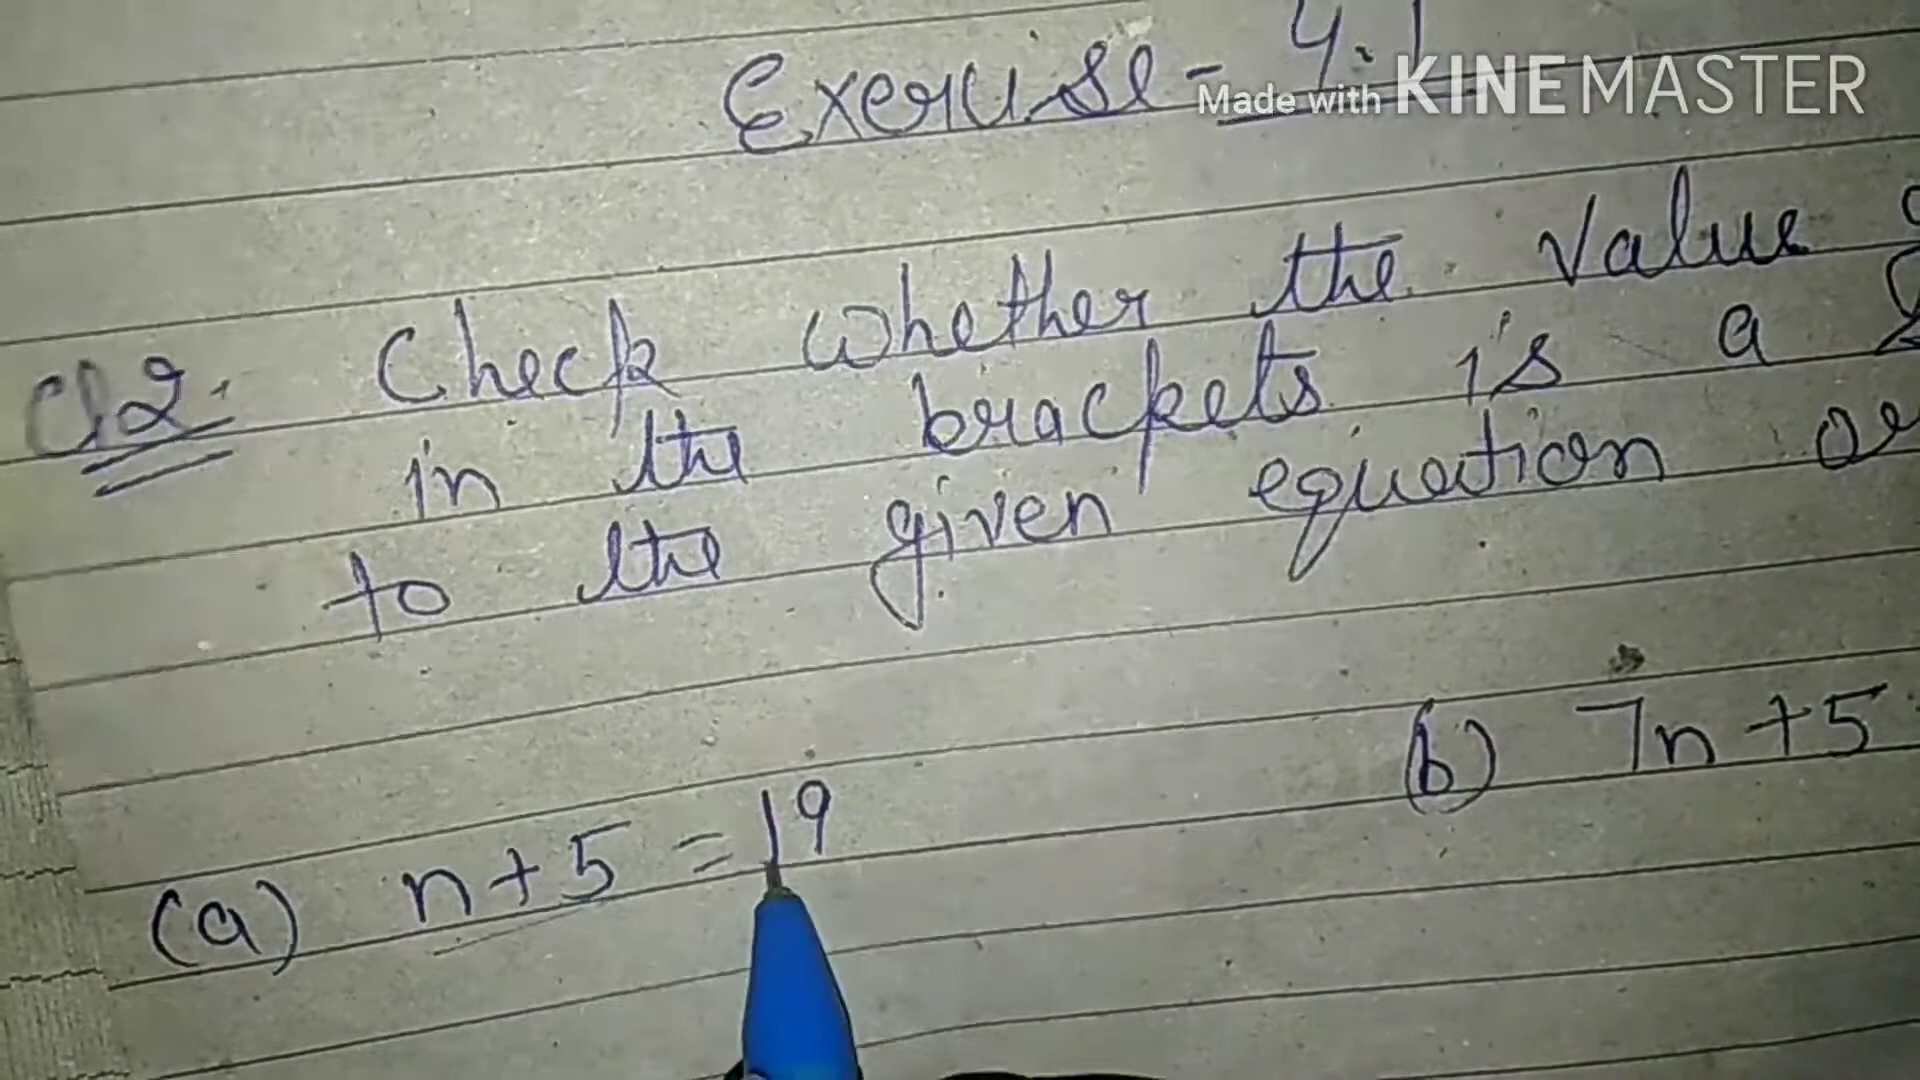 Exercise - 4.1
Made with KINEMASTER
Q2. Check whether the value
in the brackets is a
to the given equation or
(b) 7n + 5
(a) n + 5 = 19